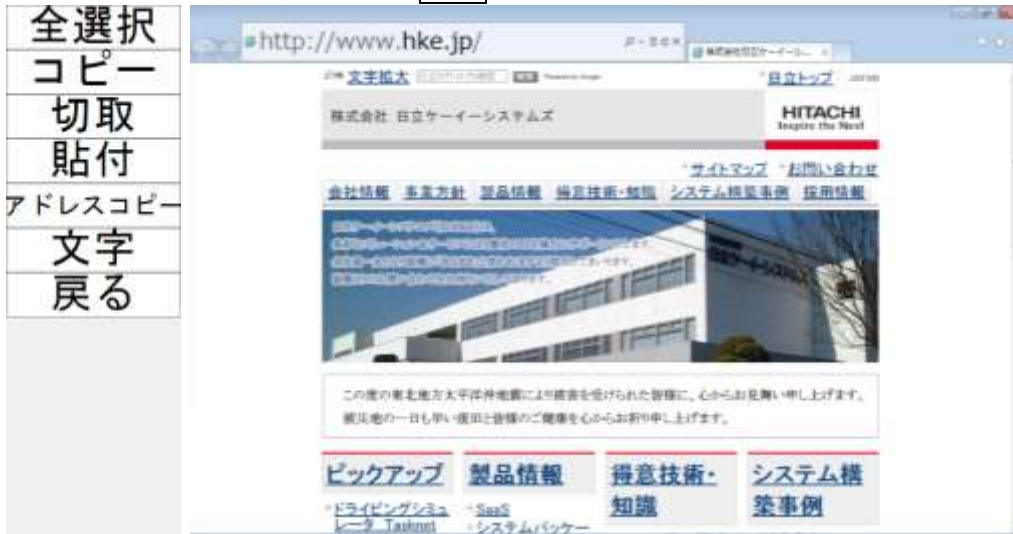 全選択
コピー
切取
貼付
アドレスコピー
文字
戻る
http://www.hke.jp/
文字拡大
日立トップ
株式会社 日立ケーイーシステムズ
HITACHI
Inspire the Next
サイトマップ お問い合わせ
会社情報 事業方針 製品情報 得意技術・知識 システム構築事例 採用情報
この度の東北地方太平洋沖地震により被害を受けられた皆様に、心からお見舞い申し上げます。
被災地の一日も早い復旧と皆様のご健康を心からお祈り申し上げます。
ピックアップ
ドライビングシミュ
レータ Tasknet
製品情報
SaaS
システムパッケー
得意技術・
知識
システム構
築事例